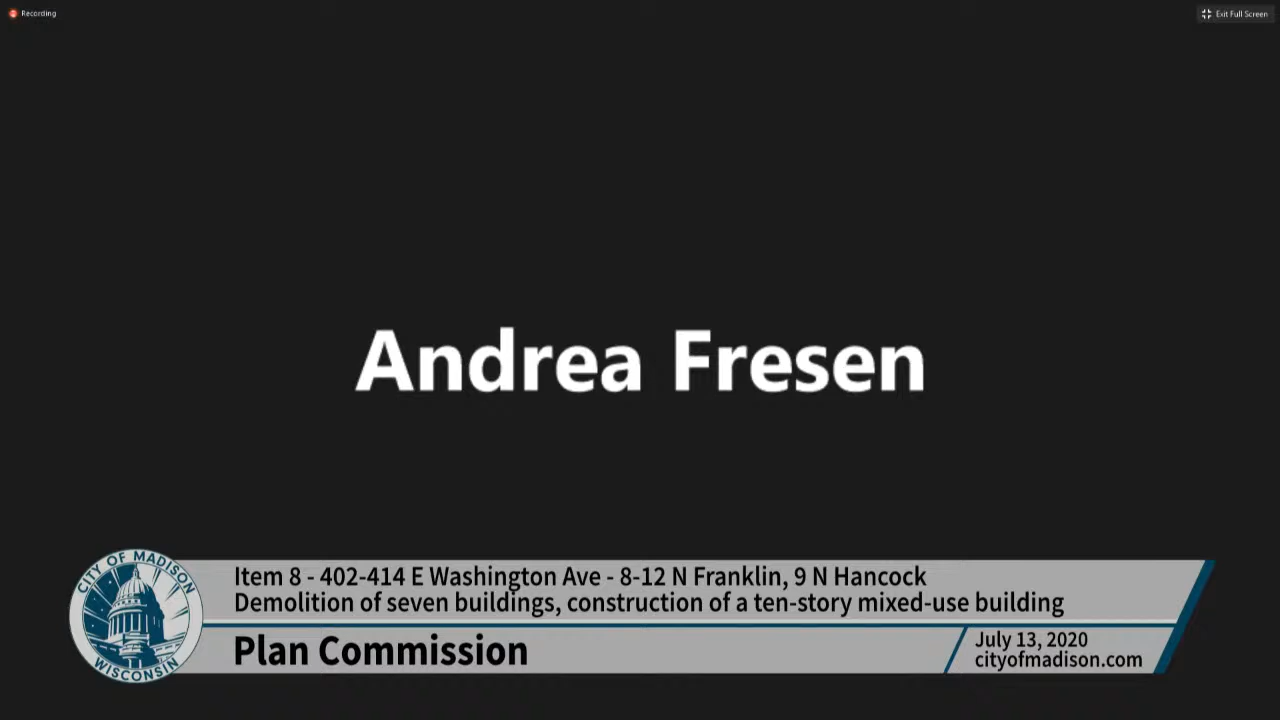 Recording
Exit Full Screen
Andrea Fresen
CITY OF MADISON
WISCONSIN
Item 8 - 402-414 E Washington Ave - 8-12 N Franklin, 9 N Hancock
Demolition of seven buildings, construction of a ten-story mixed-use building
Plan Commission
July 13, 2020
cityofmadison.com